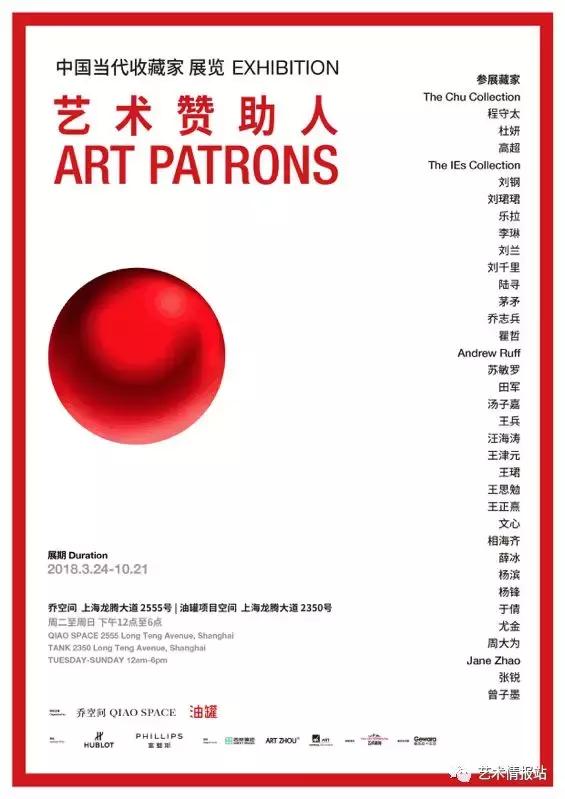 中国当代收藏家 展览 EXHIBITION
艺术赞助人
ART PATRONS
参展藏家
The Chu Collection
程守太
杜妍
高超
The IEs Collection
刘钢
刘珺珺
乐拉
李琳
刘兰
刘千里
陆寻
茅矛
乔志兵
瞿哲
Andrew Ruff
苏敏罗
田军
汤子嘉
王兵
汪海涛
王津元
王珺
王思勉
王正熹
文心
相海齐
薛冰
杨滨
杨锋
于倩
尤金
周大为
Jane Zhao
张锐
曾子墨
展期 Duration
2018.3.24-10.21
乔空间 上海龙腾大道 2555号 | 油罐项目空间 上海龙腾大道 2350号
周二至周日 下午12点至6点
QIAO SPACE 2555 Long Teng Avenue, Shanghai
TANK 2350 Long Teng Avenue, Shanghai
TUESDAY-SUNDAY 12am-6pm
乔空间 QIAO SPACE 油罐
HUBLOT PHILLIPS 富艺斯 ART ZHOU Gewara
艺术情报站